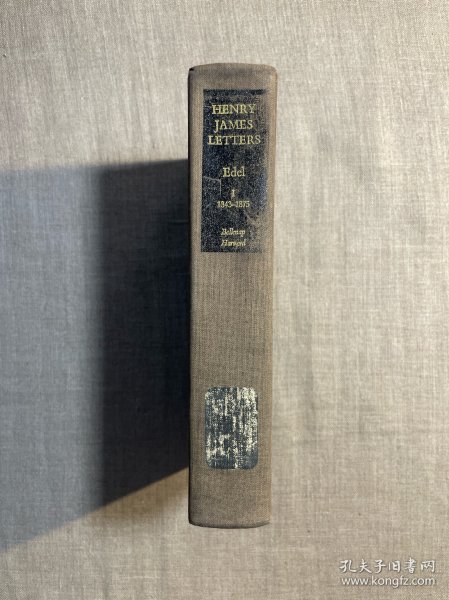 HENRY
JAMES
LETTERS
Edel
I
1843-1875
Belknap
Harvard
孔夫子旧书网
www.kongfz.com